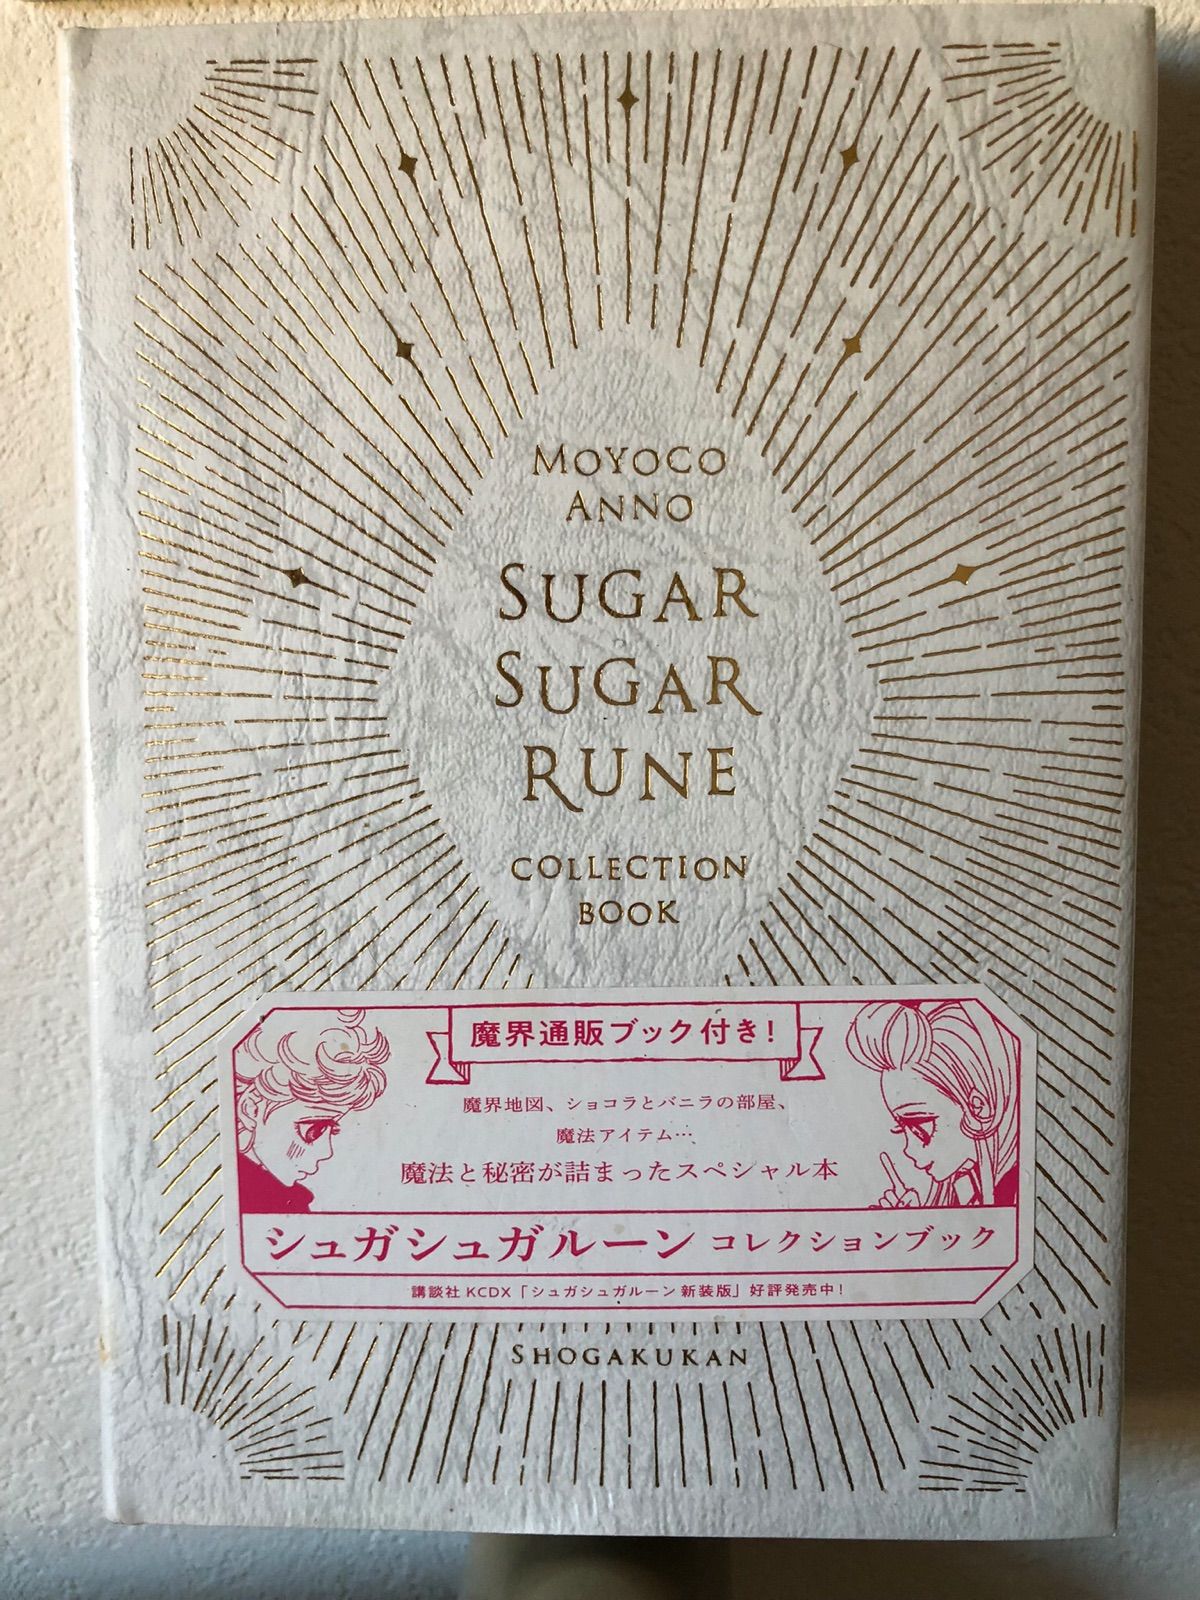 MOYOCO
ANNO
SUGAR
SUGAR
RUNE
COLLECTION
BOOK
魔界通販ブック付き!
魔界地図、ショコラとバニラの部屋、
魔法アイテム…
魔法と秘密が詰まったスペシャル本
シュガシュガルーン コレクションブック
講談社 KCDX「シュガシュガルーン 新装版」好評発売中!
SHOGAKUKAN